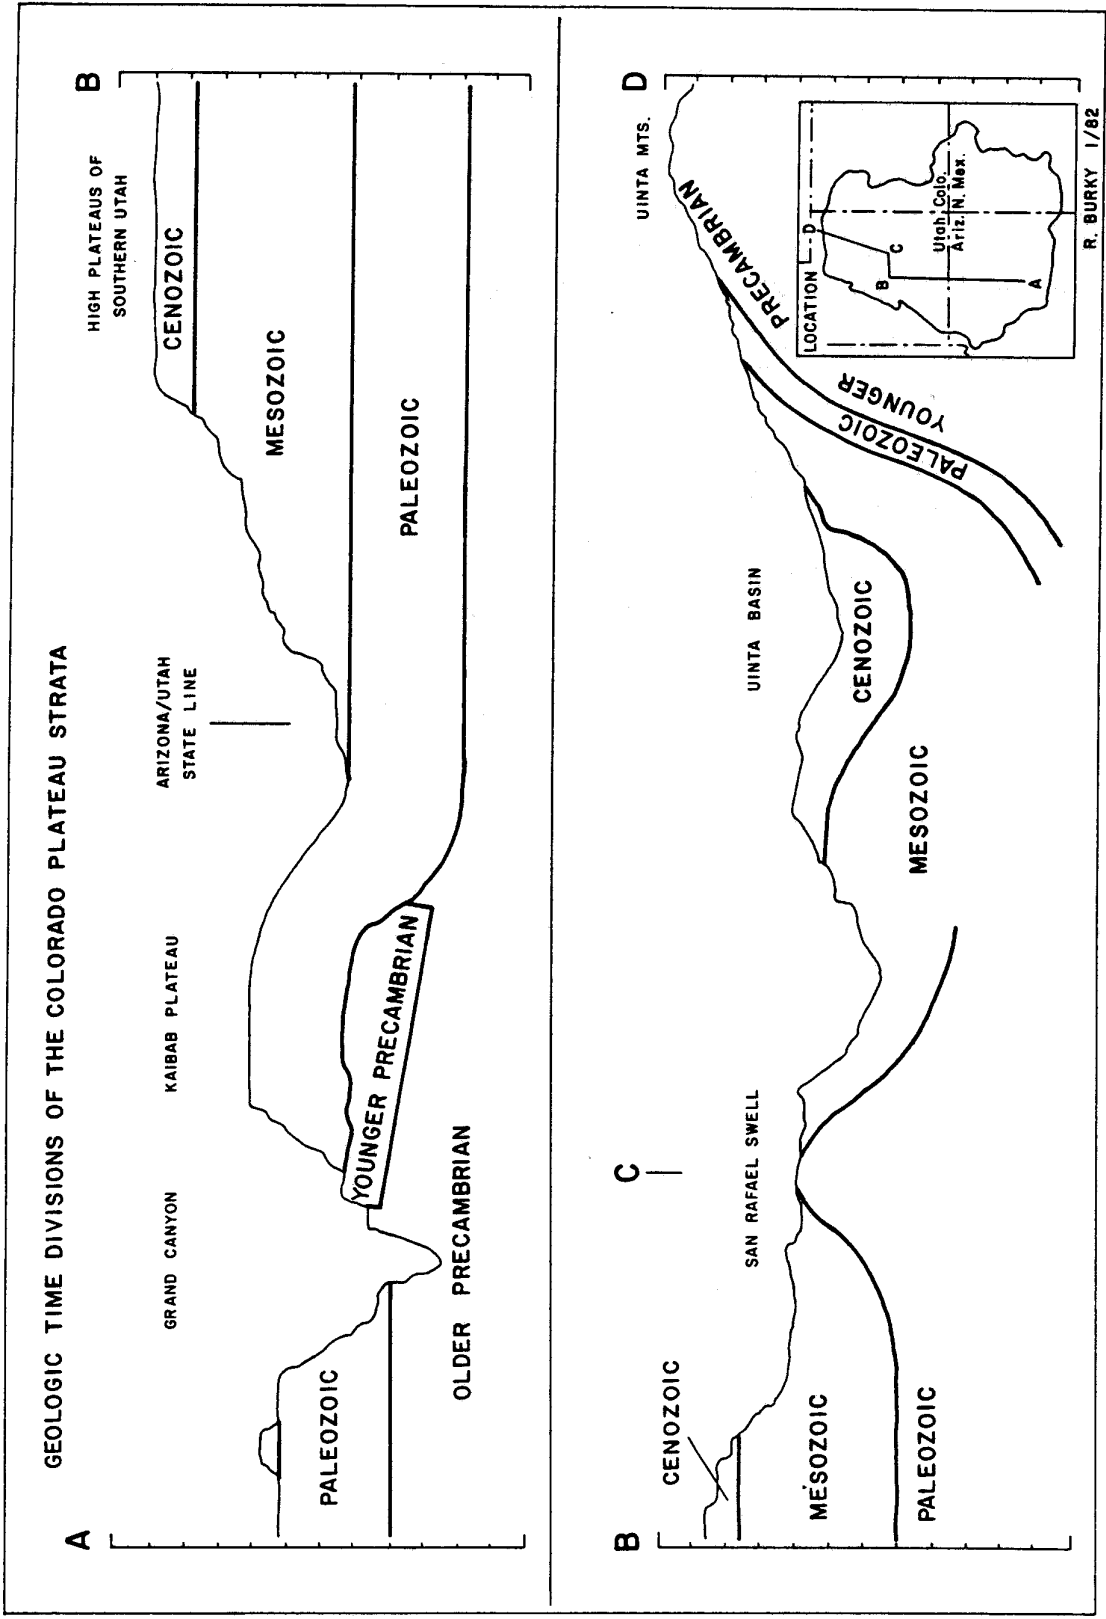 GEOLOGIC TIME DIVISIONS OF THE COLORADO PLATEAU STRATA
A
B
GRAND CANYON
KAIBAB PLATEAU
ARIZONA/UTAH
STATE LINE
HIGH PLATEAUS OF
SOUTHERN UTAH
CENOZOIC
MESOZOIC
PALEOZOIC
PALEOZOIC
YOUNGER PRECAMBRIAN
OLDER PRECAMBRIAN
B
C
D
CENOZOIC
SAN RAFAEL SWELL
UINTA BASIN
UINTA MTS.
MESOZOIC
PALEOZOIC
MESOZOIC
CENOZOIC
PALEOZOIC
YOUNGER
PRECAMBRIAN
LOCATION
D
B
C
Utah Colo.
Ariz. N. Mex.
A
R. BURKY 1/82